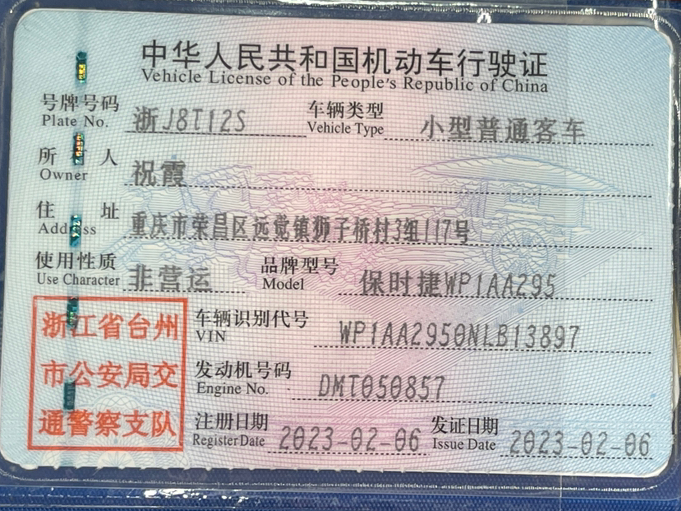 中华人民共和国机动车行驶证
Vehicle License of the People's Republic of China
号牌号码 浙J8T12S 车辆类型 小型普通客车
Plate No. Vehicle Type
所有人 祝霞
Owner
住址 重庆市荣昌区远觉镇狮子桥村3组117号
Address
使用性质 非营运 品牌型号 保时捷WP1AA295
Use Character Model
浙江省台州
市公安局交
通警察支队
车辆识别代号 WP1AA2950NLB13897
VIN
发动机号码 DMT050857
Engine No.
注册日期 2023-02-06 发证日期 2023-02-06
Register Date Issue Date